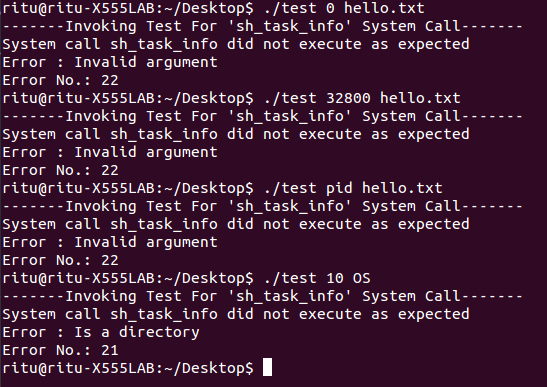 ritu@ritu-X555LAB:~/Desktop$ ./test 0 hello.txt
-------Invoking Test For 'sh_task_info' System Call-------
System call sh_task_info did not execute as expected
Error : Invalid argument
Error No.: 22
ritu@ritu-X555LAB:~/Desktop$ ./test 32800 hello.txt
-------Invoking Test For 'sh_task_info' System Call-------
System call sh_task_info did not execute as expected
Error : Invalid argument
Error No.: 22
ritu@ritu-X555LAB:~/Desktop$ ./test pid hello.txt
-------Invoking Test For 'sh_task_info' System Call-------
System call sh_task_info did not execute as expected
Error : Invalid argument
Error No.: 22
ritu@ritu-X555LAB:~/Desktop$ ./test 10 OS
-------Invoking Test For 'sh_task_info' System Call-------
System call sh_task_info did not execute as expected
Error : Is a directory
Error No.: 21
ritu@ritu-X555LAB:~/Desktop$